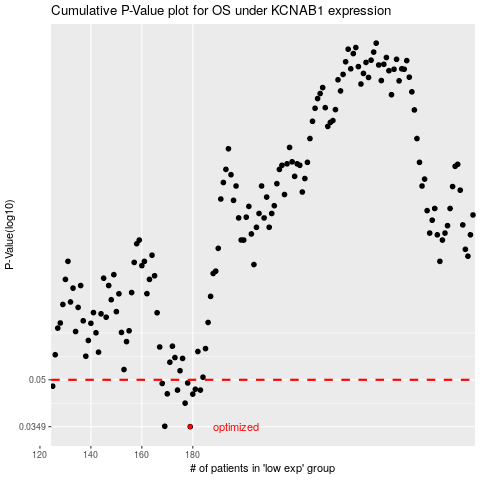 Cumulative P-Value plot for OS under KCNAB1 expression
P-Value(log10)
0.05
0.0349
optimized
120 140 160 180
# of patients in 'low exp' group